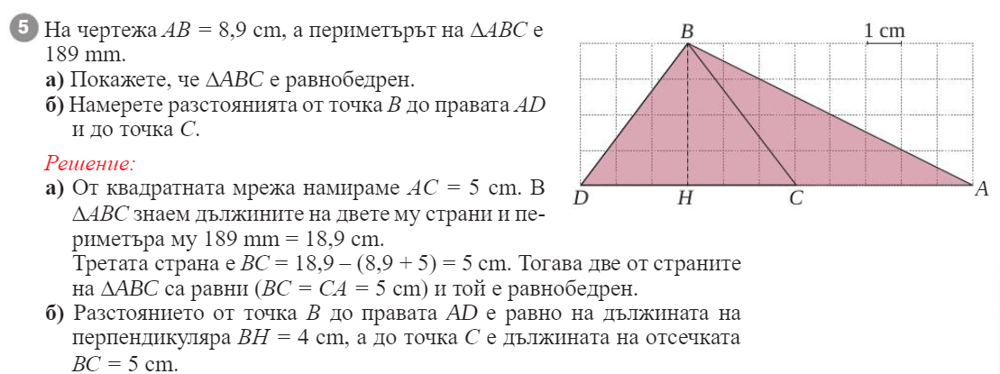 5 На чертежа AB = 8,9 cm, а периметърът на ∆ABC е
189 mm.
а) Покажете, че ∆ABC е равнобедрен.
б) Намерете разстоянията от точка B до правата AD
и до точка C.
Решение:
а) От квадратната мрежа намираме AC = 5 cm. В
∆ABC знаем дължините на двете му страни и пе-
риметъра му 189 mm = 18,9 cm.
Третата страна е BC = 18,9 – (8,9 + 5) = 5 cm. Тогава две от страните
на ∆ABC са равни (BC = CA = 5 cm) и той е равнобедрен.
б) Разстоянието от точка B до правата AD е равно на дължината на
перпендикуляра BH = 4 cm, а до точка C е дължината на отсечката
BC = 5 cm.
B
1 cm
D
H
C
A